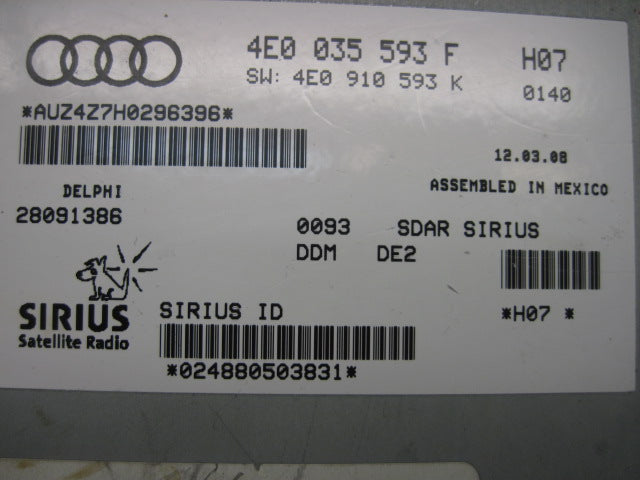 4E0 035 593 F H07
SW: 4E0 910 593 K 0140
*AUZ4Z7H0296396*
12.03.08
DELPHI ASSEMBLED IN MEXICO
28091386
0093 SDAR SIRIUS
DDM DE2
SIRIUS SIRIUS ID *H07 *
Satellite Radio
*024880503831*